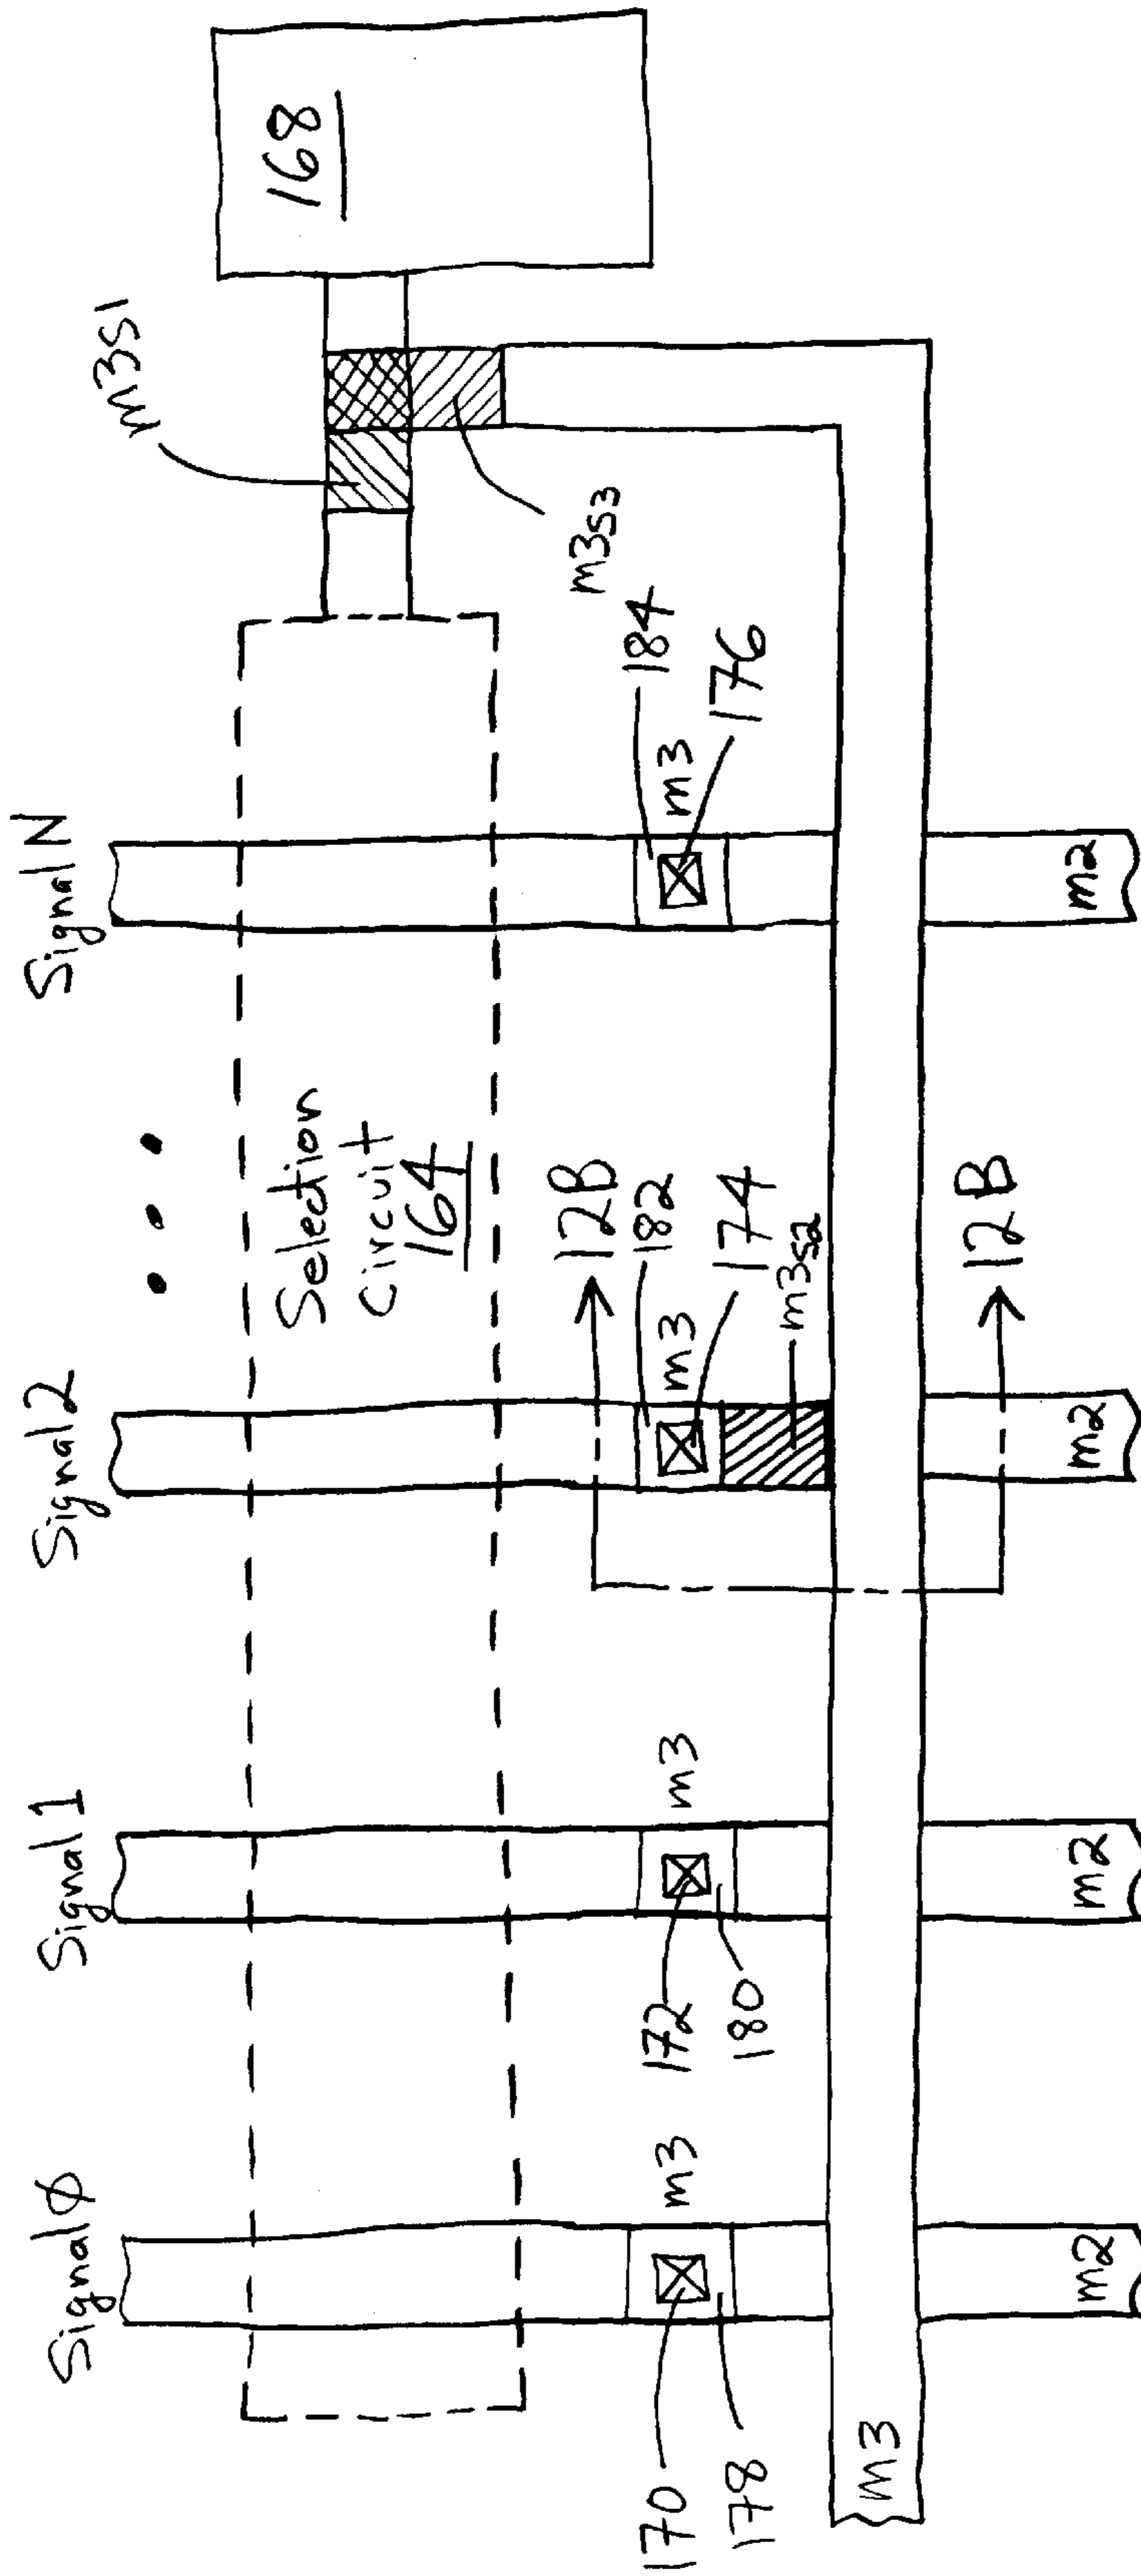 Signal Ø
Signal 1
Signal 2
• • •
Signal N
Selection
Circuit
164
168
m3s1
m3s3
12B
182
184
m3
m3
m3
m3
170
172
174
176
178
180
m3s2
12B
m3
m2
m2
m2
m2